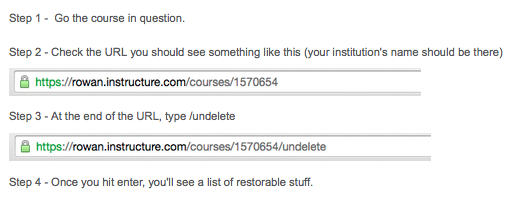 Step 1 - Go the course in question.
Step 2 - Check the URL you should see something like this (your institution's name should be there)
https://rowan.instructure.com/courses/1570654
Step 3 - At the end of the URL, type /undelete
https://rowan.instructure.com/courses/1570654/undelete
Step 4 - Once you hit enter, you'll see a list of restorable stuff.